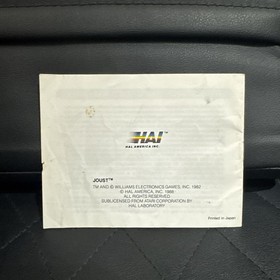 HAL™
HAL AMERICA INC.
JOUST™
TM AND © WILLIAMS ELECTRONICS GAMES, INC. 1982
© HAL AMERICA, INC. 1988
ALL RIGHTS RESERVED
SUBLICENSED FROM ATARI CORPORATION BY
HAL LABORATORY
Printed in Japan